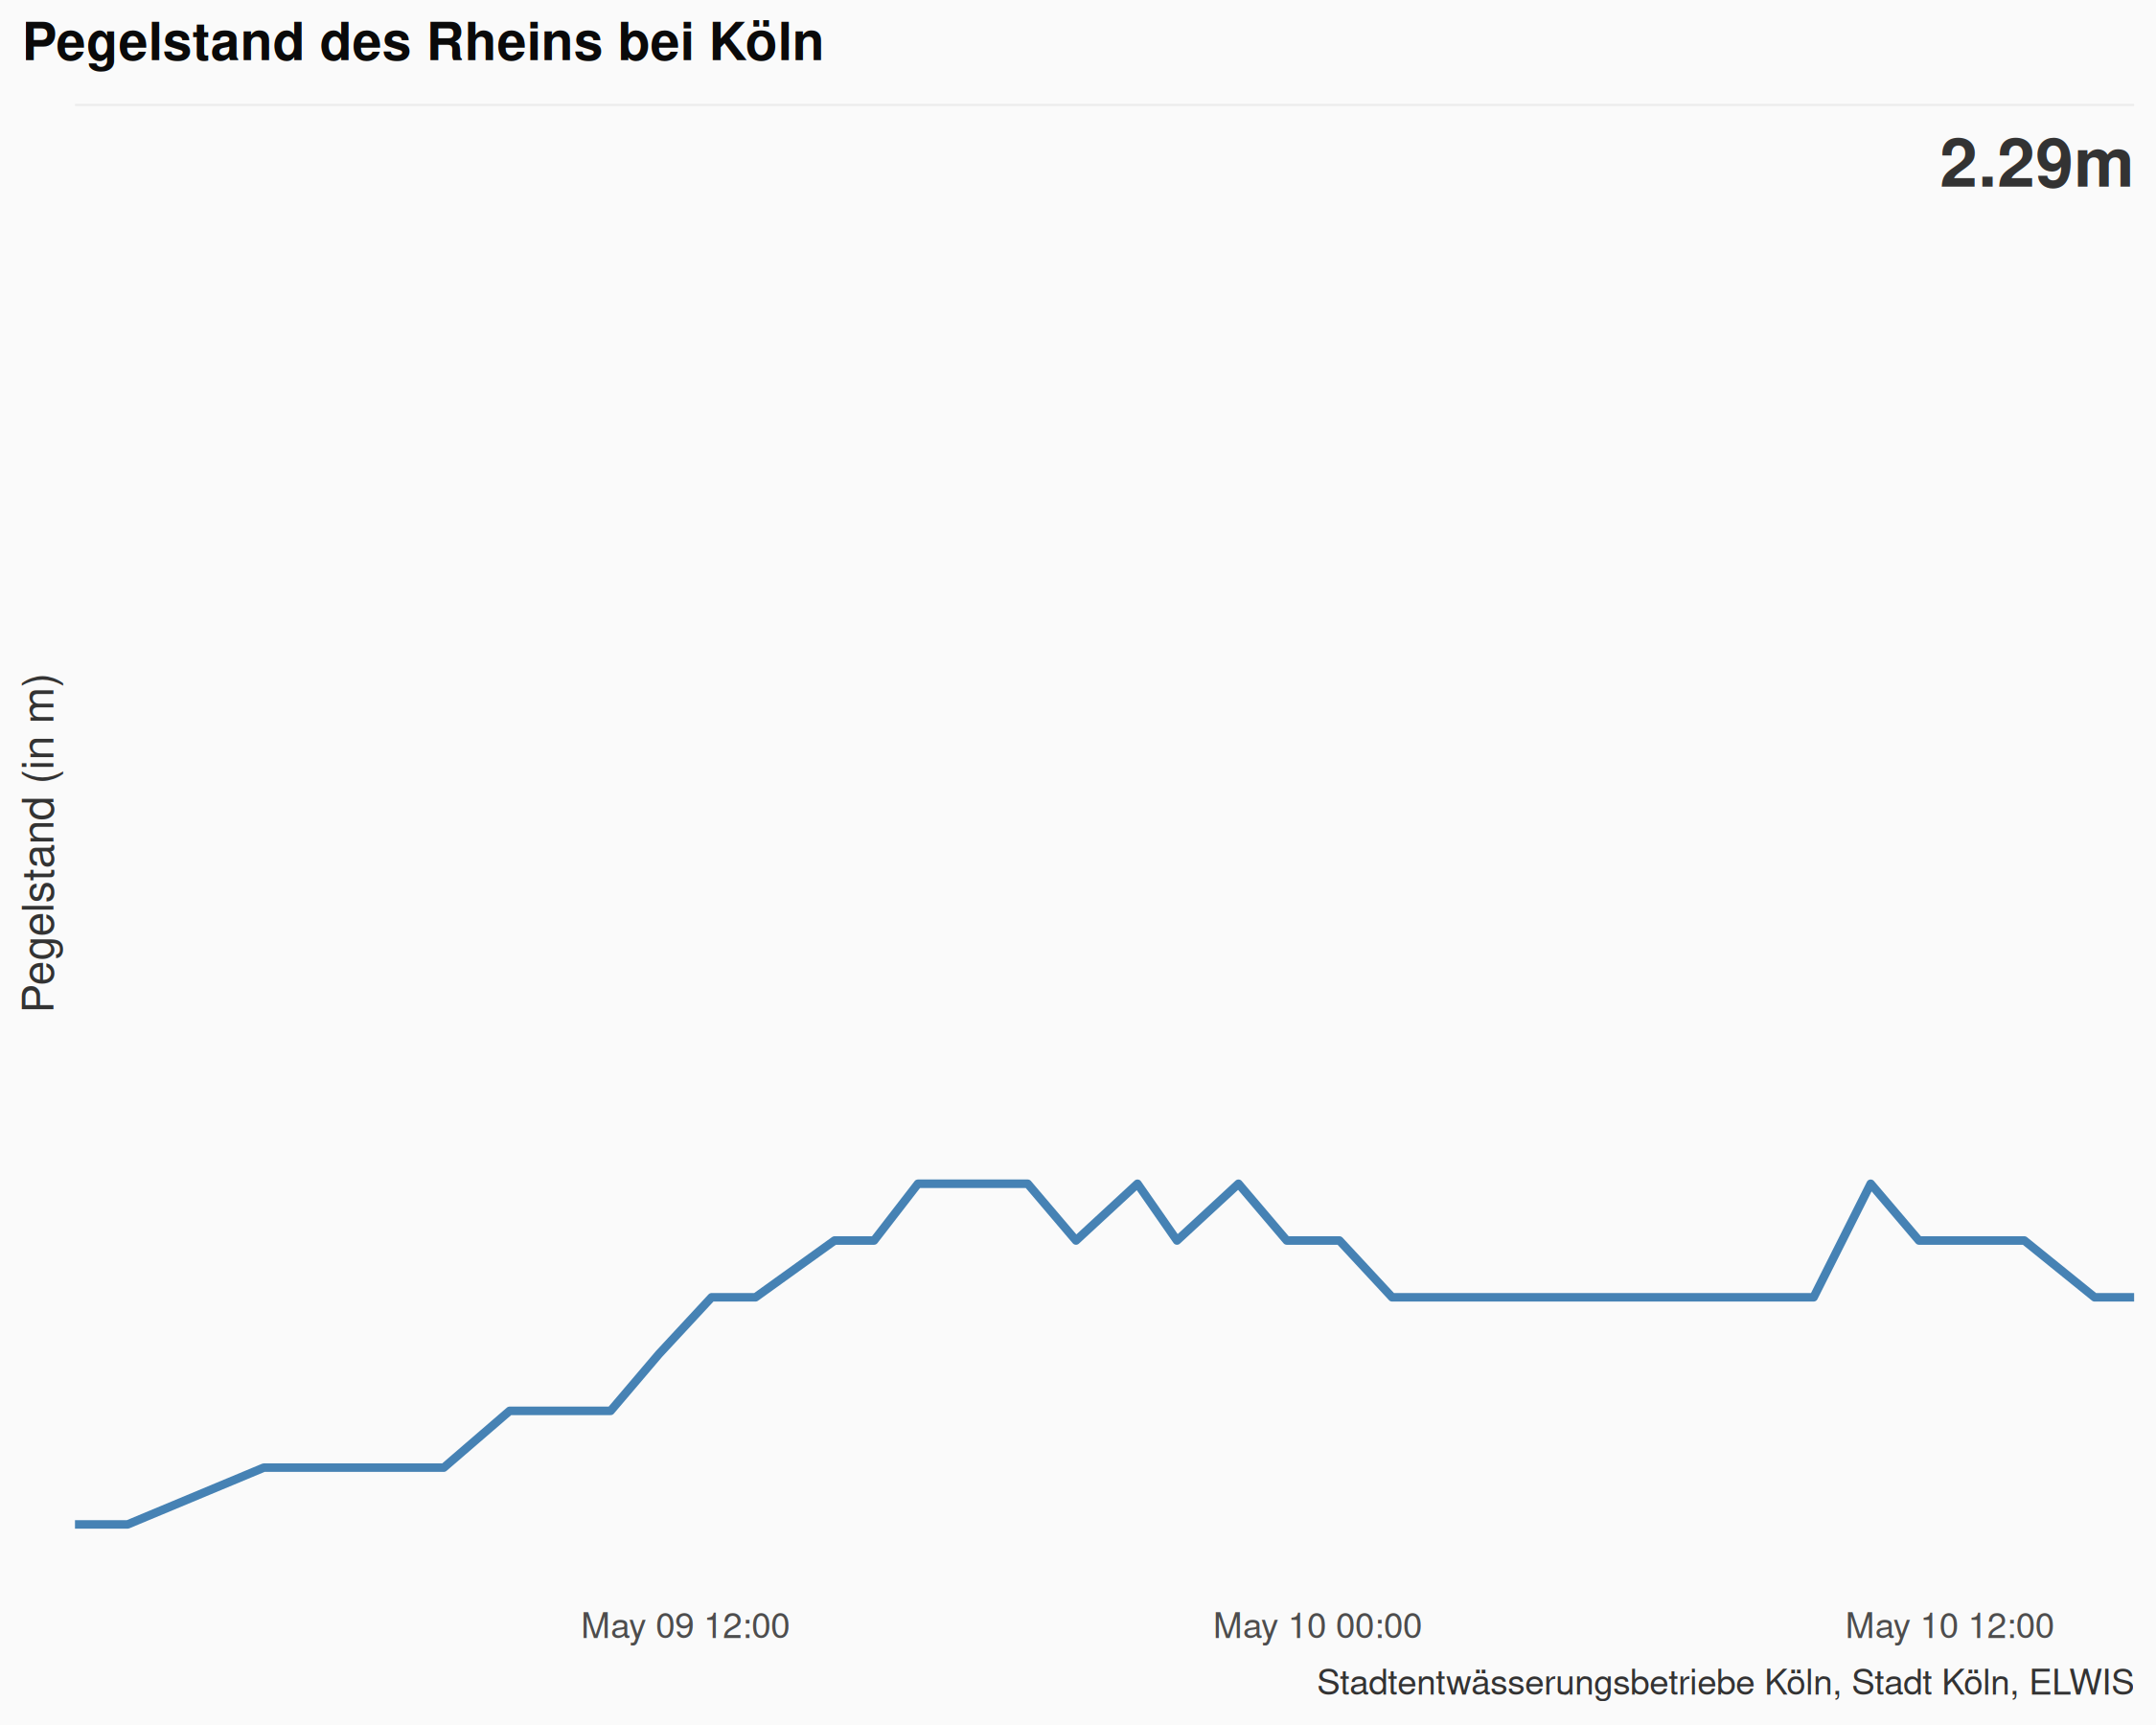 Pegelstand des Rheins bei Köln
2.29m
Pegelstand (in m)
May 09 12:00
May 10 00:00
May 10 12:00
Stadtentwässerungsbetriebe Köln, Stadt Köln, ELWIS